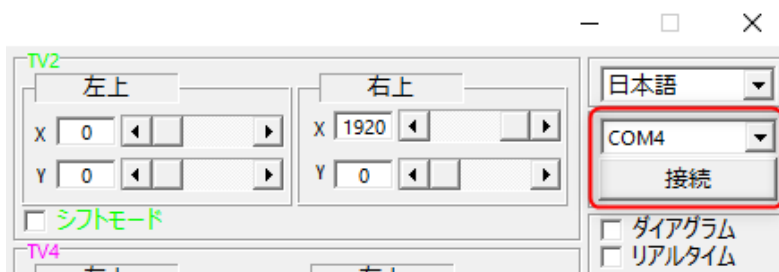 TV2
左上
右上
日本語
X 0
X 1920
COM4
Y 0
Y 0
接続
シフトモード
ダイアグラム
TV4
リアルタイム